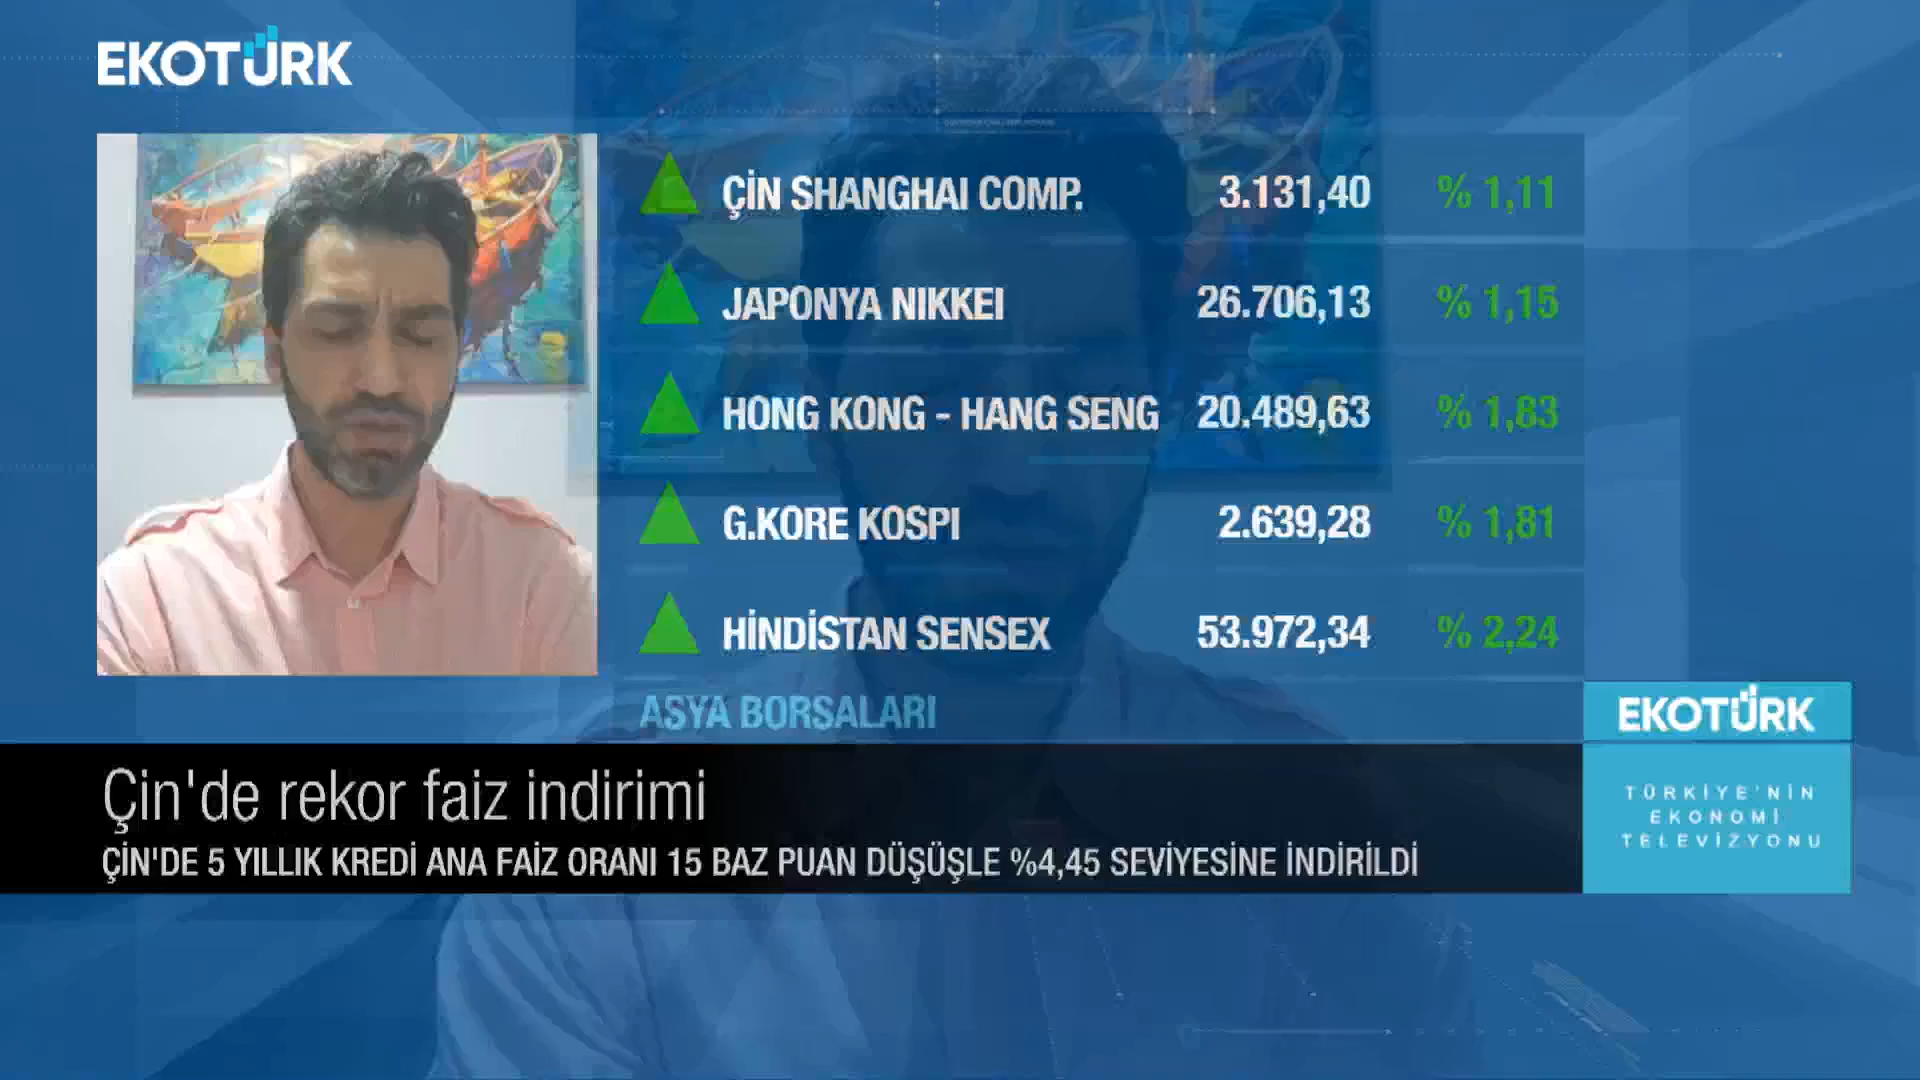 EKOTÜRK
ÇİN SHANGHAI COMP. 3.131,40 % 1,11
JAPONYA NIKKEI 26.706,13 % 1,15
HONG KONG - HANG SENG 20.489,63 % 1,83
G.KORE KOSPI 2.639,28 % 1,81
HİNDİSTAN SENSEX 53.972,34 % 2,24
ASYA BORSALARI
EKOTÜRK
Çin'de rekor faiz indirimi
ÇİN'DE 5 YILLIK KREDİ ANA FAİZ ORANI 15 BAZ PUAN DÜŞÜŞLE %4,45 SEVİYESİNE İNDİRİLDİ
TÜRKİYE'NİN
EKONOMİ
TELEVİZYONU